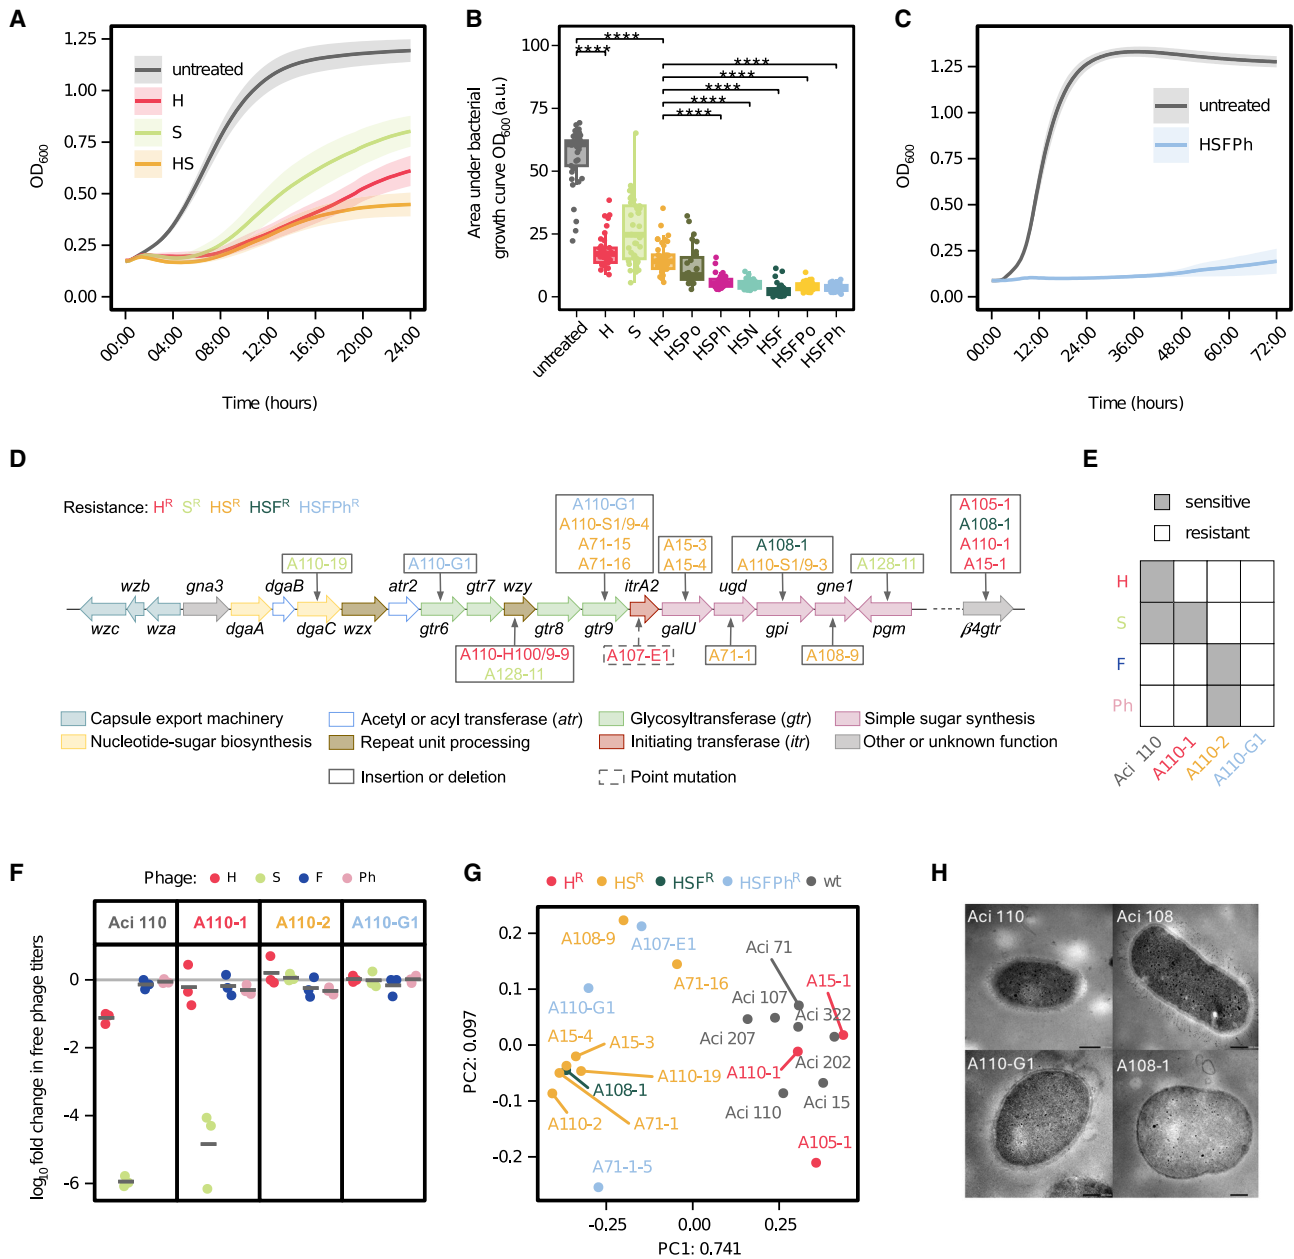 A
1.25
1.00
0.75
0.50
0.25
0.00
OD600
untreated
H
S
HS
00:00
04:00
08:00
12:00
16:00
20:00
24:00
Time (hours)
B
Area under bacterial
growth curve OD600 (a.u.)
100
75
50
25
0
****
****
****
****
****
****
****
untreated
H
S
HS
HSPo
HSPh
HSN
HSF
HSFPo
HSFPh
C
1.25
1.00
0.75
0.50
0.25
0.00
OD600
untreated
HSFPh
00:00
12:00
24:00
36:00
48:00
60:00
72:00
Time (hours)
D
Resistance: H^R S^R HS^R HSF^R HSFPh^R
A110-19
A110-G1
A110-G1
A110-S1/9-4
A71-15
A71-16
A15-3
A15-4
A108-1
A110-S1/9-3
A128-11
A105-1
A108-1
A110-1
A15-1
wzb gna3 dgaB atr2 gtr7 wzy itrA2 ugd gne1
wzc wza dgaA dgaC wzx gtr6 gtr8 gtr9 galU gpi pgm β4gtr
A110-H100/9-9
A128-11
A107-E1
A71-1
A108-9
Capsule export machinery
Acetyl or acyl transferase (atr)
Glycosyltransferase (gtr)
Simple sugar synthesis
Nucleotide-sugar biosynthesis
Repeat unit processing
Initiating transferase (itr)
Other or unknown function
Insertion or deletion
Point mutation
E
sensitive
resistant
H
S
F
Ph
Aci 110
A110-1
A110-2
A110-G1
F
Phage: H S F Ph
Aci 110
A110-1
A110-2
A110-G1
log10 fold change in free phage titers
0
-2
-4
-6
G
H^R HS^R HSF^R HSFPh^R wt
PC2: 0.097
0.2
0.1
0.0
-0.1
-0.2
A108-9
A107-E1
A71-16
Aci 71
A15-1
A110-G1
Aci 107
Aci 322
A15-4
A15-3
Aci 207
Aci 202
A110-19
A110-1
A108-1
Aci 15
A110-2
A71-1
Aci 110
A105-1
A71-1-5
-0.25
0.00
0.25
PC1: 0.741
H
Aci 110
Aci 108
A110-G1
A108-1